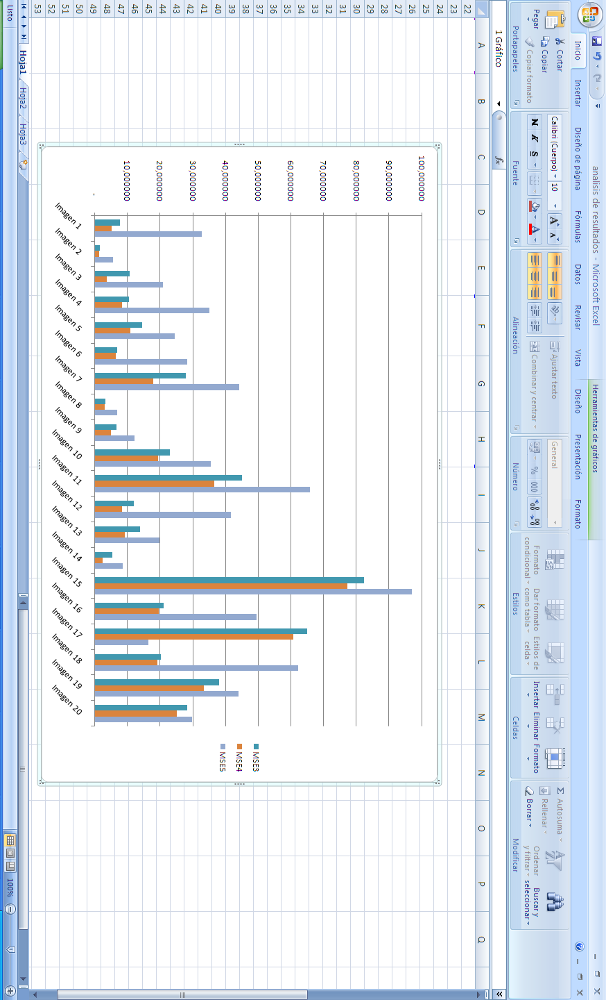 analisis de resultados - Microsoft Excel
Herramientas de gráficos
Inicio
Insertar
Diseño de página
Fórmulas
Datos
Revisar
Vista
Diseño
Presentación
Formato
Pegar
Cortar
Copiar
Copiar formato
Portapapeles
Calibri (Cuerpo)
10
N K S
Fuente
Ajustar texto
Combinar y centrar
Alineación
General
% 000
Número
Formato condicional
Dar formato como tabla
Estilos de celda
Estilos
Insertar
Eliminar
Formato
Celdas
Σ Autosuma
Rellenar
Borrar
Ordenar y filtrar
Buscar y seleccionar
Modificar
1 Gráfico
fx
A B C D E F G H I J K L M N O P Q
22
23
24
25
26
27
28
29
30
31
32
33
34
35
36
37
38
39
40
41
42
43
44
45
46
47
48
49
50
51
52
53
100,000000
90,000000
80,000000
70,000000
60,000000
50,000000
40,000000
30,000000
20,000000
10,000000
-
Imagen 1
Imagen 2
Imagen 3
Imagen 4
Imagen 5
Imagen 6
Imagen 7
Imagen 8
Imagen 9
Imagen 10
Imagen 11
Imagen 12
Imagen 13
Imagen 14
Imagen 15
Imagen 16
Imagen 17
Imagen 18
Imagen 19
Imagen 20
MSE3
MSE4
MSE5
Hoja1
Hoja2
Hoja3
Listo
100%